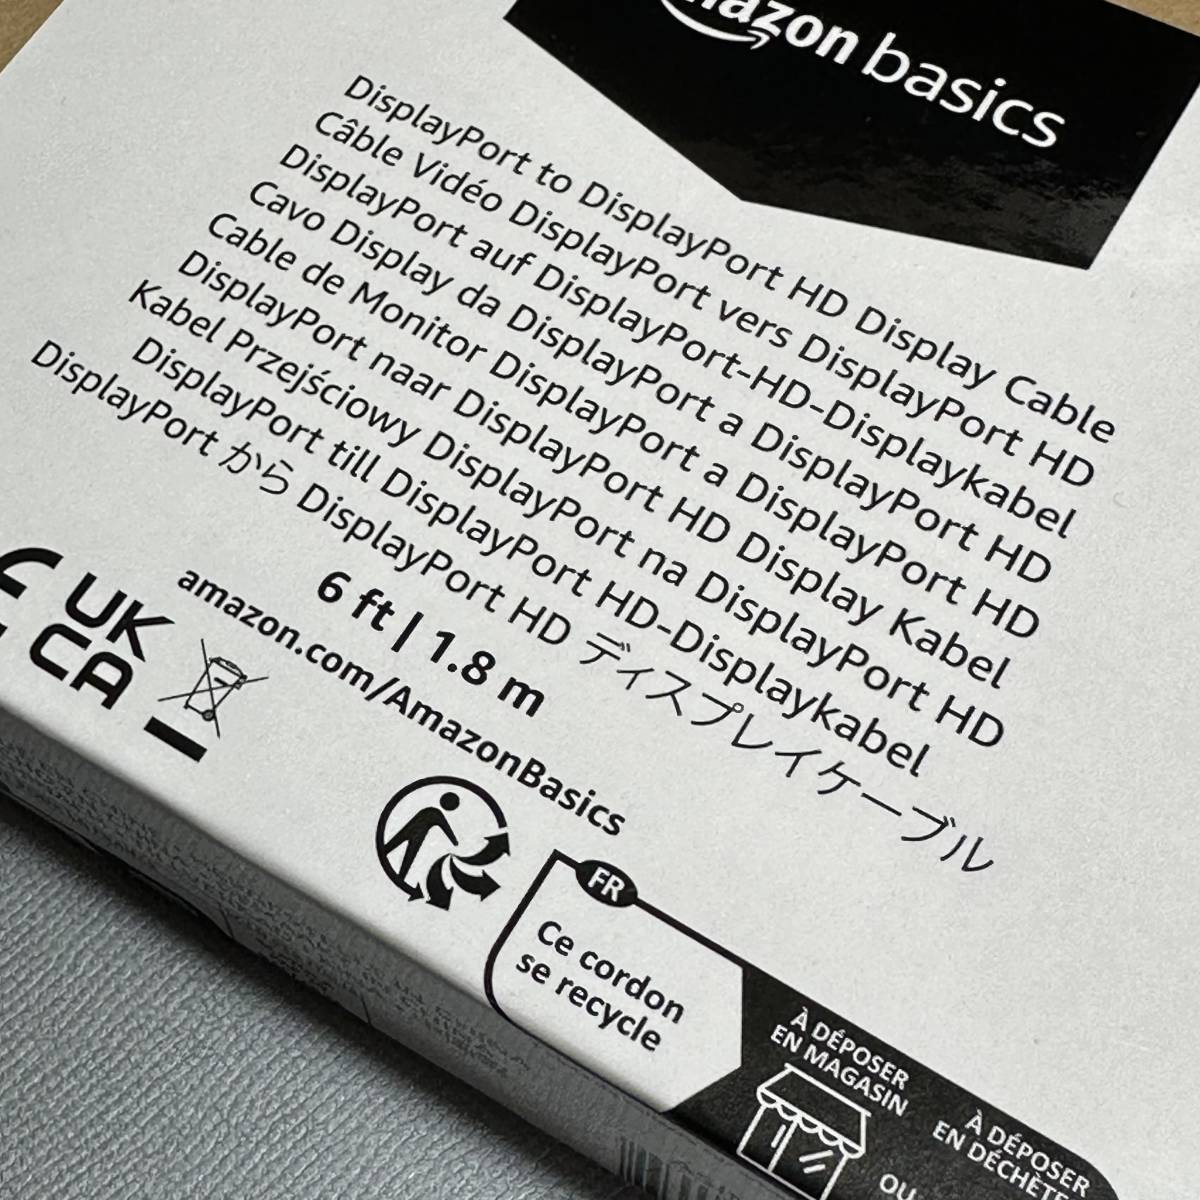 amazon basics
DisplayPort to DisplayPort HD Display Cable
Câble Vidéo DisplayPort vers DisplayPort HD
DisplayPort auf DisplayPort-HD-Displaykabel
Cavo Display da DisplayPort a DisplayPort HD
Cable de Monitor DisplayPort a DisplayPort HD
DisplayPort naar DisplayPort HD Display Kabel
Kabel Przejściowy DisplayPort na DisplayPort HD
DisplayPort till DisplayPort HD-Displaykabel
DisplayPort から DisplayPort HD ディスプレイケーブル
6 ft | 1.8 m
amazon.com/AmazonBasics
UK
CA
FR
Ce cordon
se recycle
À DÉPOSER
EN MAGASIN
À DÉPOSER
EN DÉCHÈTE
OU